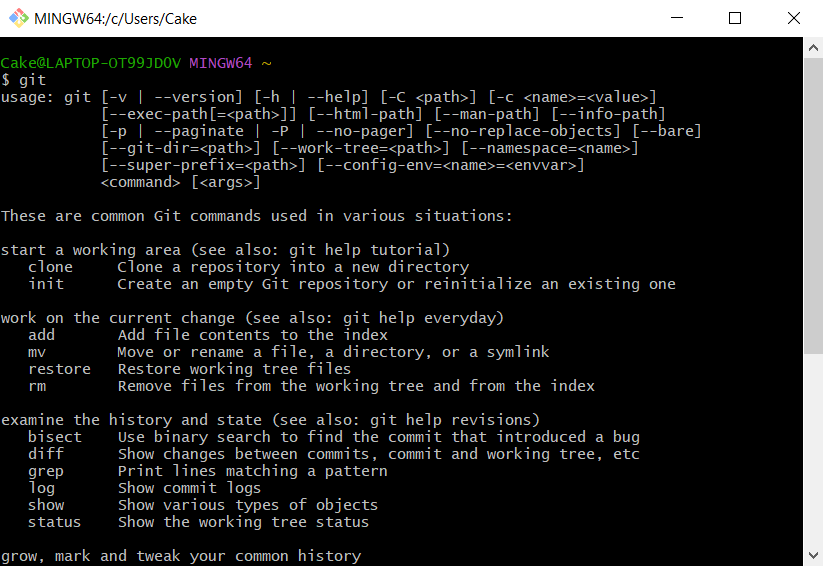 MINGW64:/c/Users/Cake
Cake@LAPTOP-OT99JDOV MINGW64 ~
$ git
usage: git [-v | --version] [-h | --help] [-C <path>] [-c <name>=<value>]
           [--exec-path[=<path>]] [--html-path] [--man-path] [--info-path]
           [-p | --paginate | -P | --no-pager] [--no-replace-objects] [--bare]
           [--git-dir=<path>] [--work-tree=<path>] [--namespace=<name>]
           [--super-prefix=<path>] [--config-env=<name>=<envvar>]
           <command> [<args>]
These are common Git commands used in various situations:
start a working area (see also: git help tutorial)
   clone     Clone a repository into a new directory
   init      Create an empty Git repository or reinitialize an existing one
work on the current change (see also: git help everyday)
   add       Add file contents to the index
   mv        Move or rename a file, a directory, or a symlink
   restore   Restore working tree files
   rm        Remove files from the working tree and from the index
examine the history and state (see also: git help revisions)
   bisect    Use binary search to find the commit that introduced a bug
   diff      Show changes between commits, commit and working tree, etc
   grep      Print lines matching a pattern
   log       Show commit logs
   show      Show various types of objects
   status    Show the working tree status
grow, mark and tweak your common history